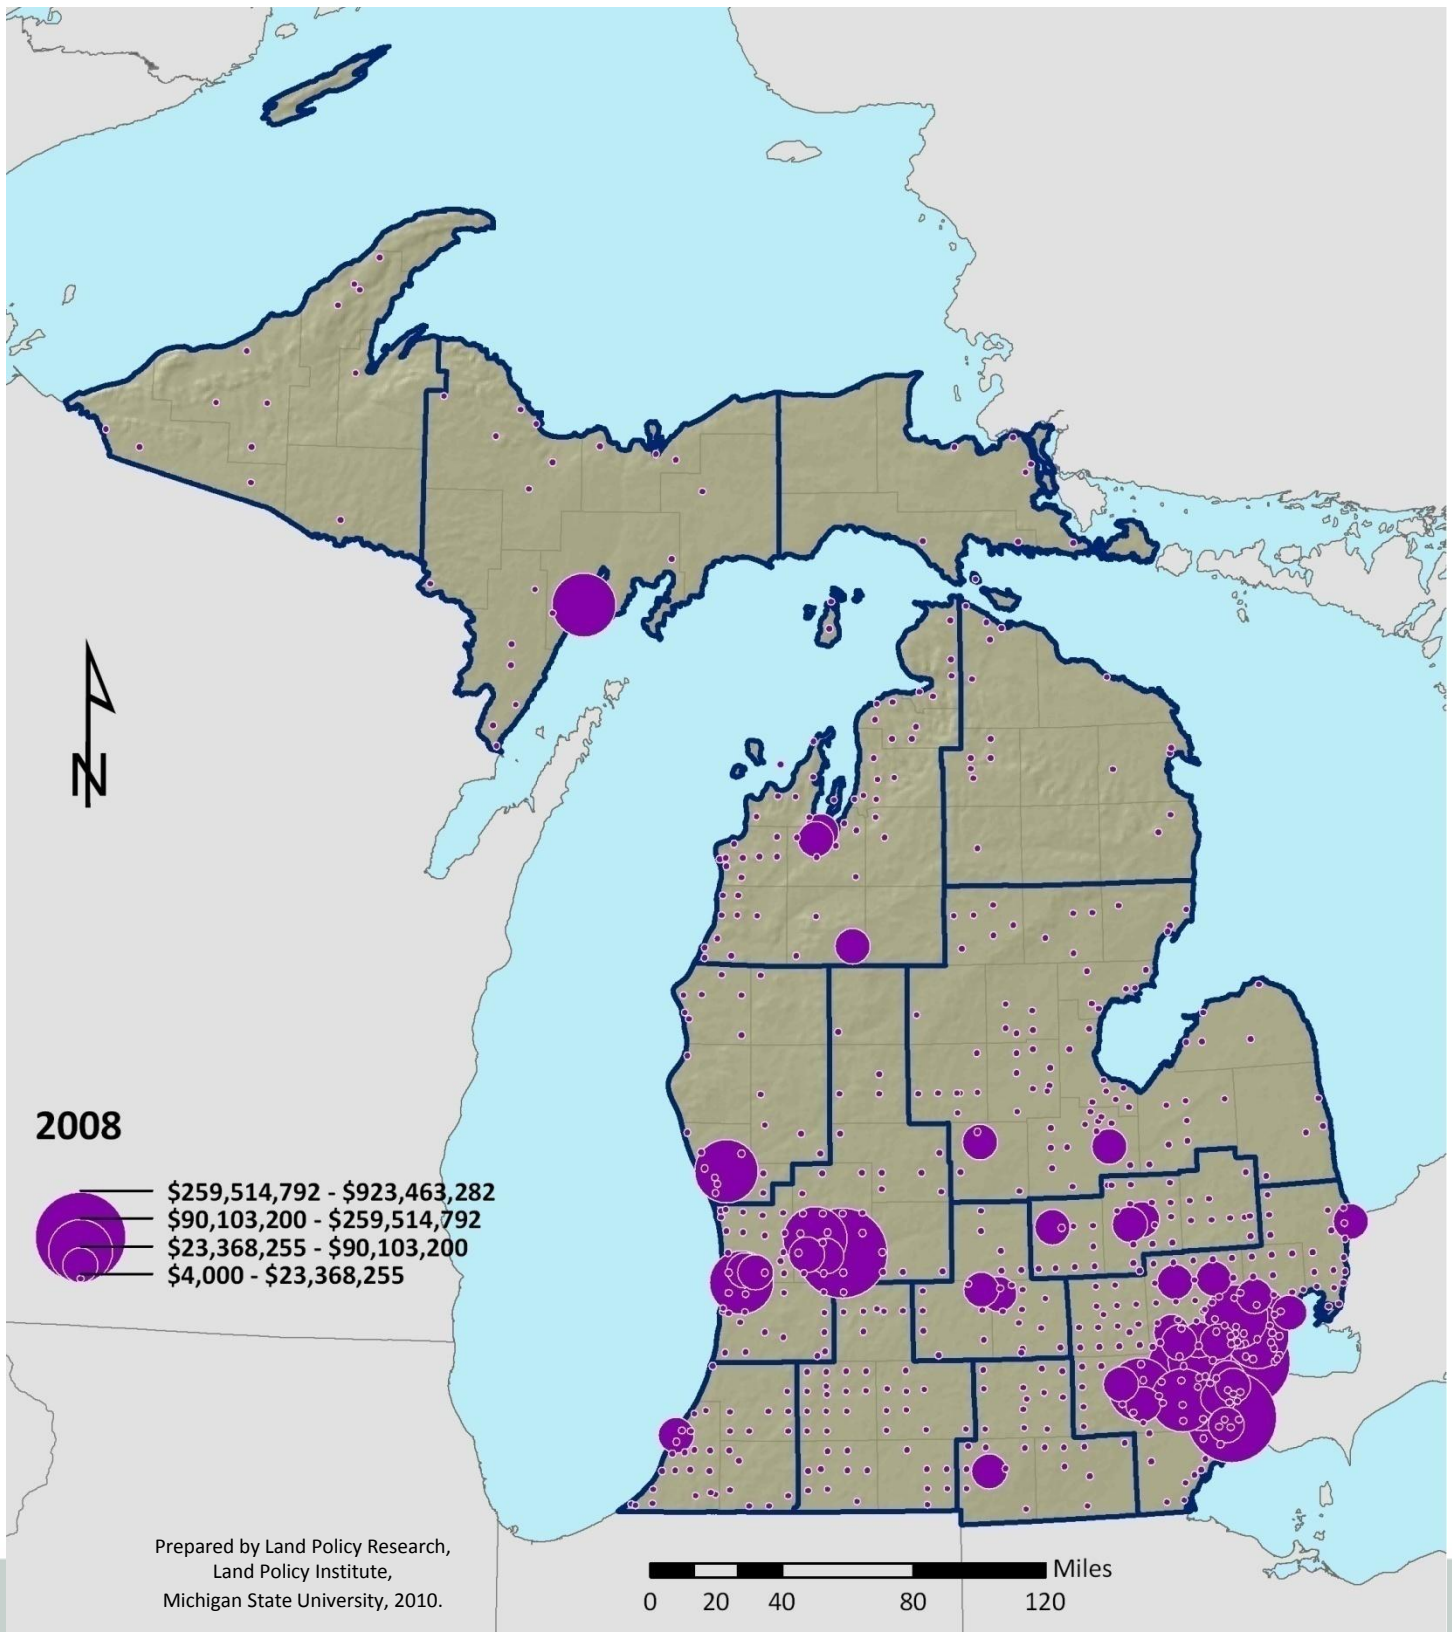 N
2008
$259,514,792 - $923,463,282
$90,103,200 - $259,514,792
$23,368,255 - $90,103,200
$4,000 - $23,368,255
Prepared by Land Policy Research,
Land Policy Institute,
Michigan State University, 2010.
Miles
0 20 40 80 120